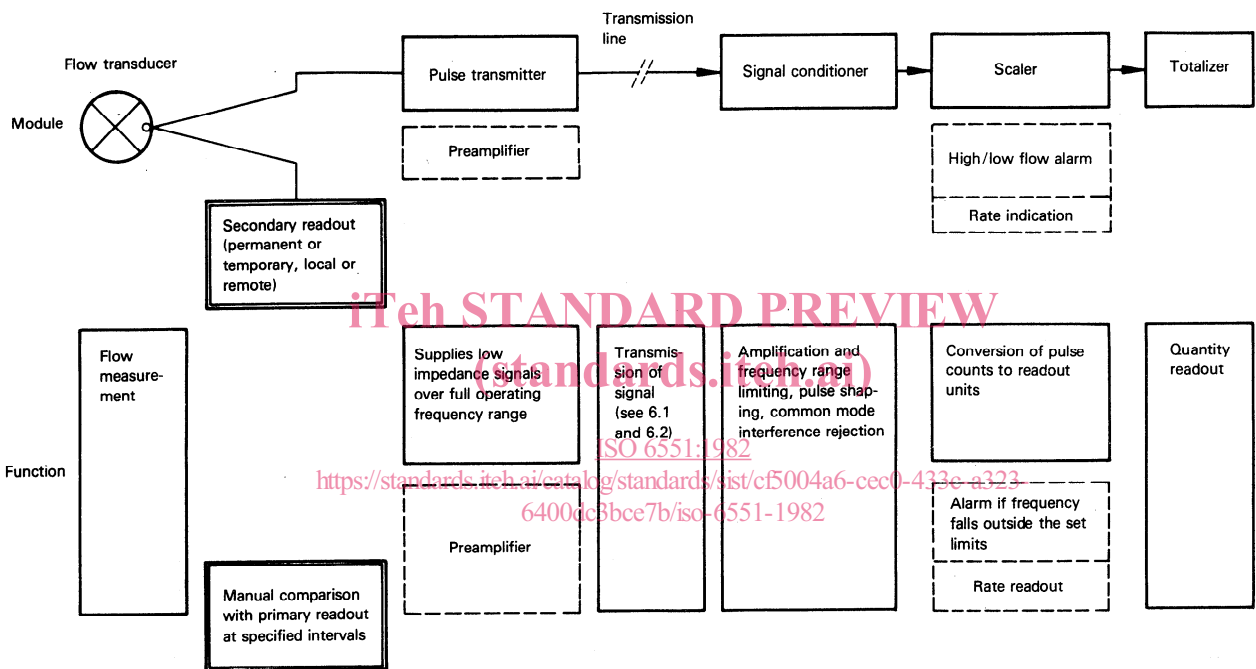 Transmission
line
Flow transducer
Pulse transmitter
Signal conditioner
Scaler
Totalizer
Module
Preamplifier
High/low flow alarm
Rate indication
Secondary readout
(permanent or
temporary, local or
remote)
iTeh STANDARD PREVIEW
(standards.iteh.ai)
Flow
measure-
ment
Supplies low
impedance signals
over full operating
frequency range
Transmis-
sion of
signal
(see 6.1
and 6.2)
Amplification and
frequency range
limiting, pulse shap-
ing, common mode
interference rejection
Conversion of pulse
counts to readout
units
Quantity
readout
ISO 6551:1982
https://standards.iteh.ai/catalog/standards/sist/cf5004a6-cec0-433c-a323-
6400dc3bce7b/iso-6551-1982
Function
Preamplifier
Alarm if frequency
falls outside the set
limits
Rate readout
Manual comparison
with primary readout
at specified intervals